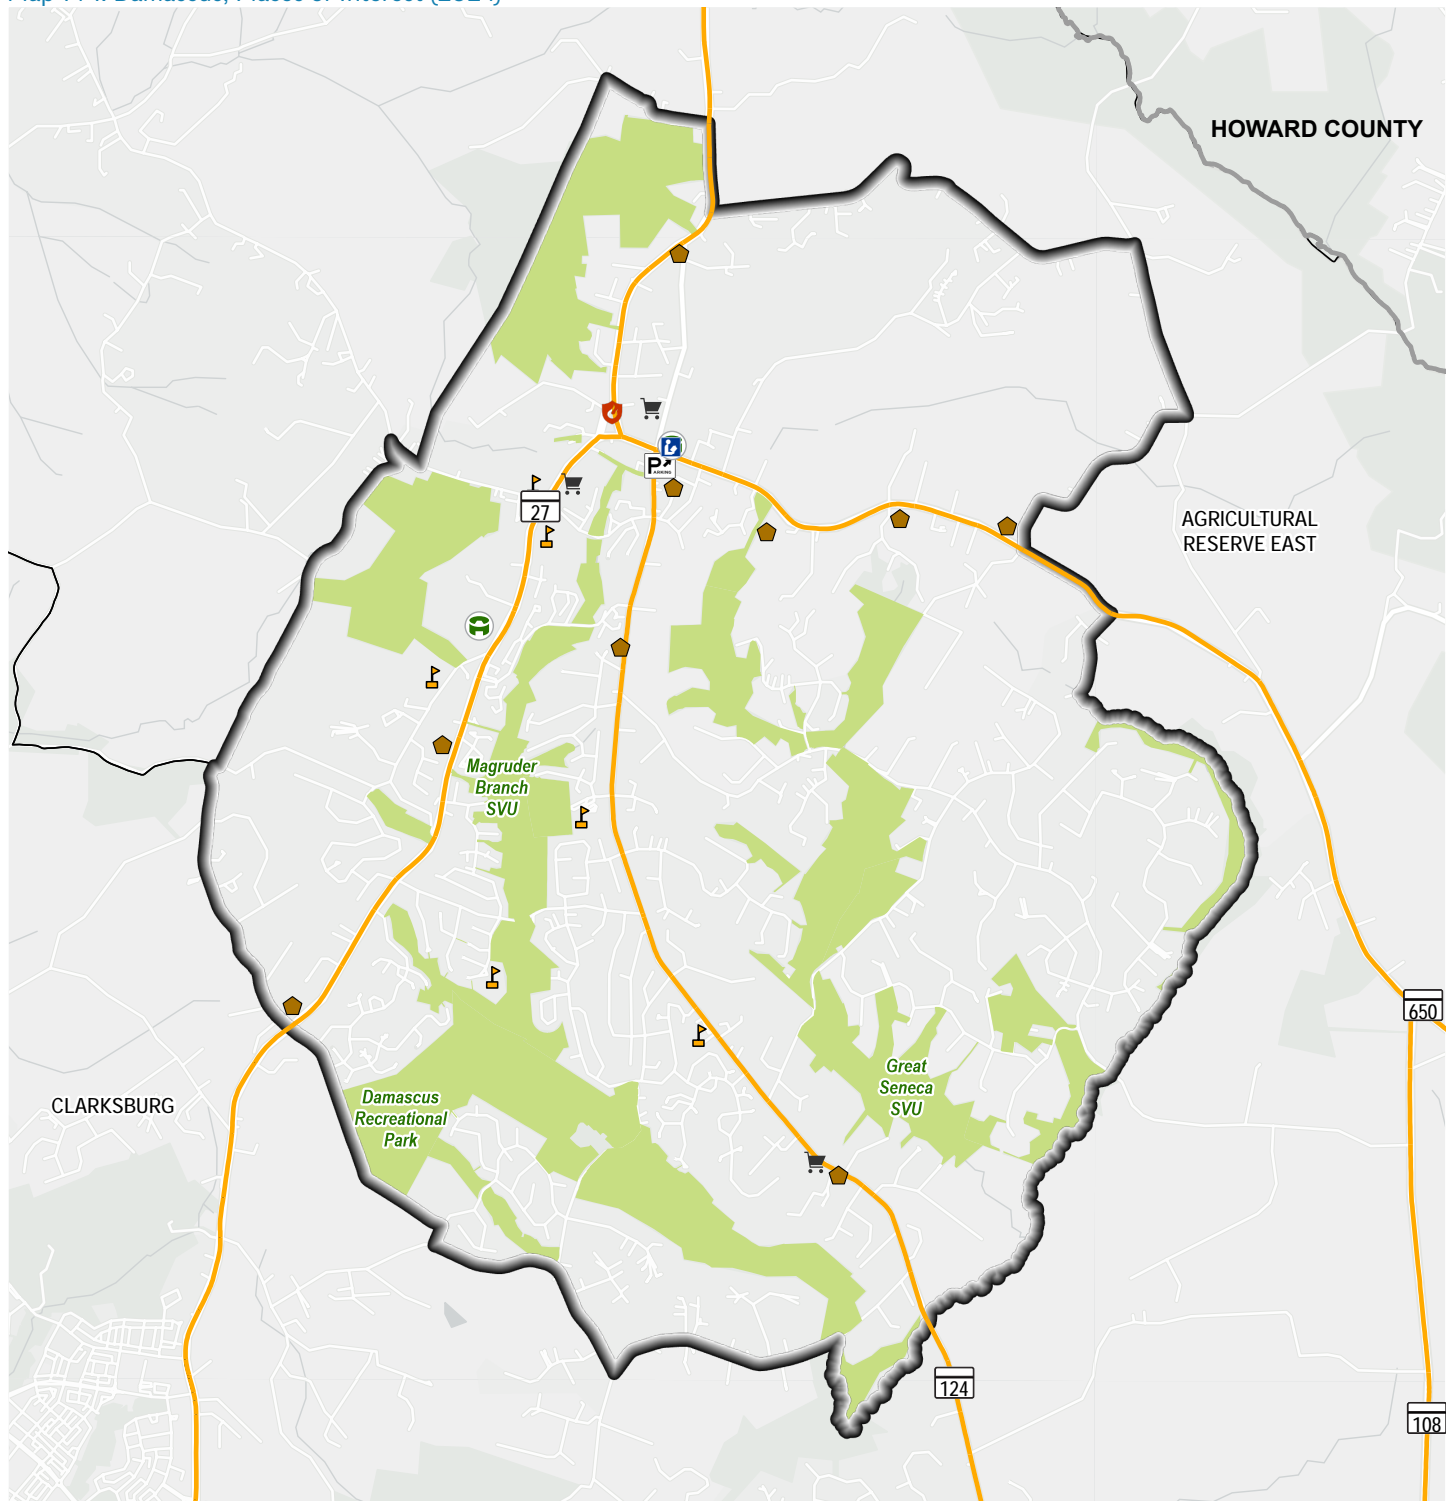 HOWARD COUNTY
P
ARKING
27
AGRICULTURAL
RESERVE EAST
Magruder
Branch
SVU
650
Great
Seneca
SVU
CLARKSBURG
Damascus
Recreational
Park
124
108